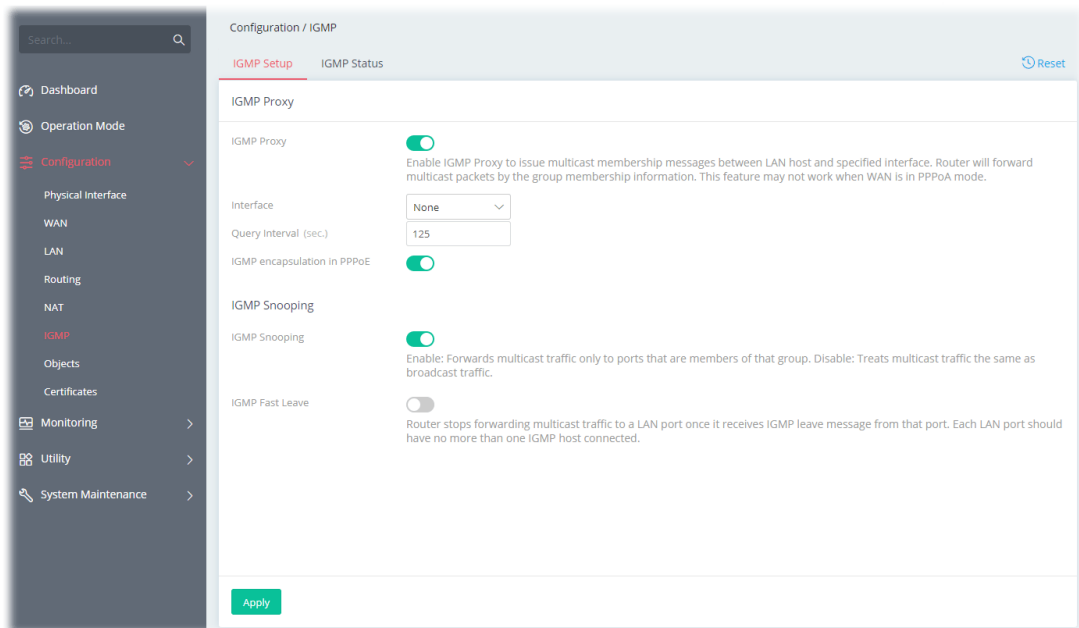 Search...
Dashboard
Operation Mode
Configuration
Physical Interface
WAN
LAN
Routing
NAT
IGMP
Objects
Certificates
Monitoring
Utility
System Maintenance
Configuration / IGMP
IGMP Setup IGMP Status Reset
IGMP Proxy
IGMP Proxy
Enable IGMP Proxy to issue multicast membership messages between LAN host and specified interface. Router will forward
multicast packets by the group membership information. This feature may not work when WAN is in PPPoA mode.
Interface None
Query Interval (sec.) 125
IGMP encapsulation in PPPoE
IGMP Snooping
IGMP Snooping
Enable: Forwards multicast traffic only to ports that are members of that group. Disable: Treats multicast traffic the same as
broadcast traffic.
IGMP Fast Leave
Router stops forwarding multicast traffic to a LAN port once it receives IGMP leave message from that port. Each LAN port should
have no more than one IGMP host connected.
Apply